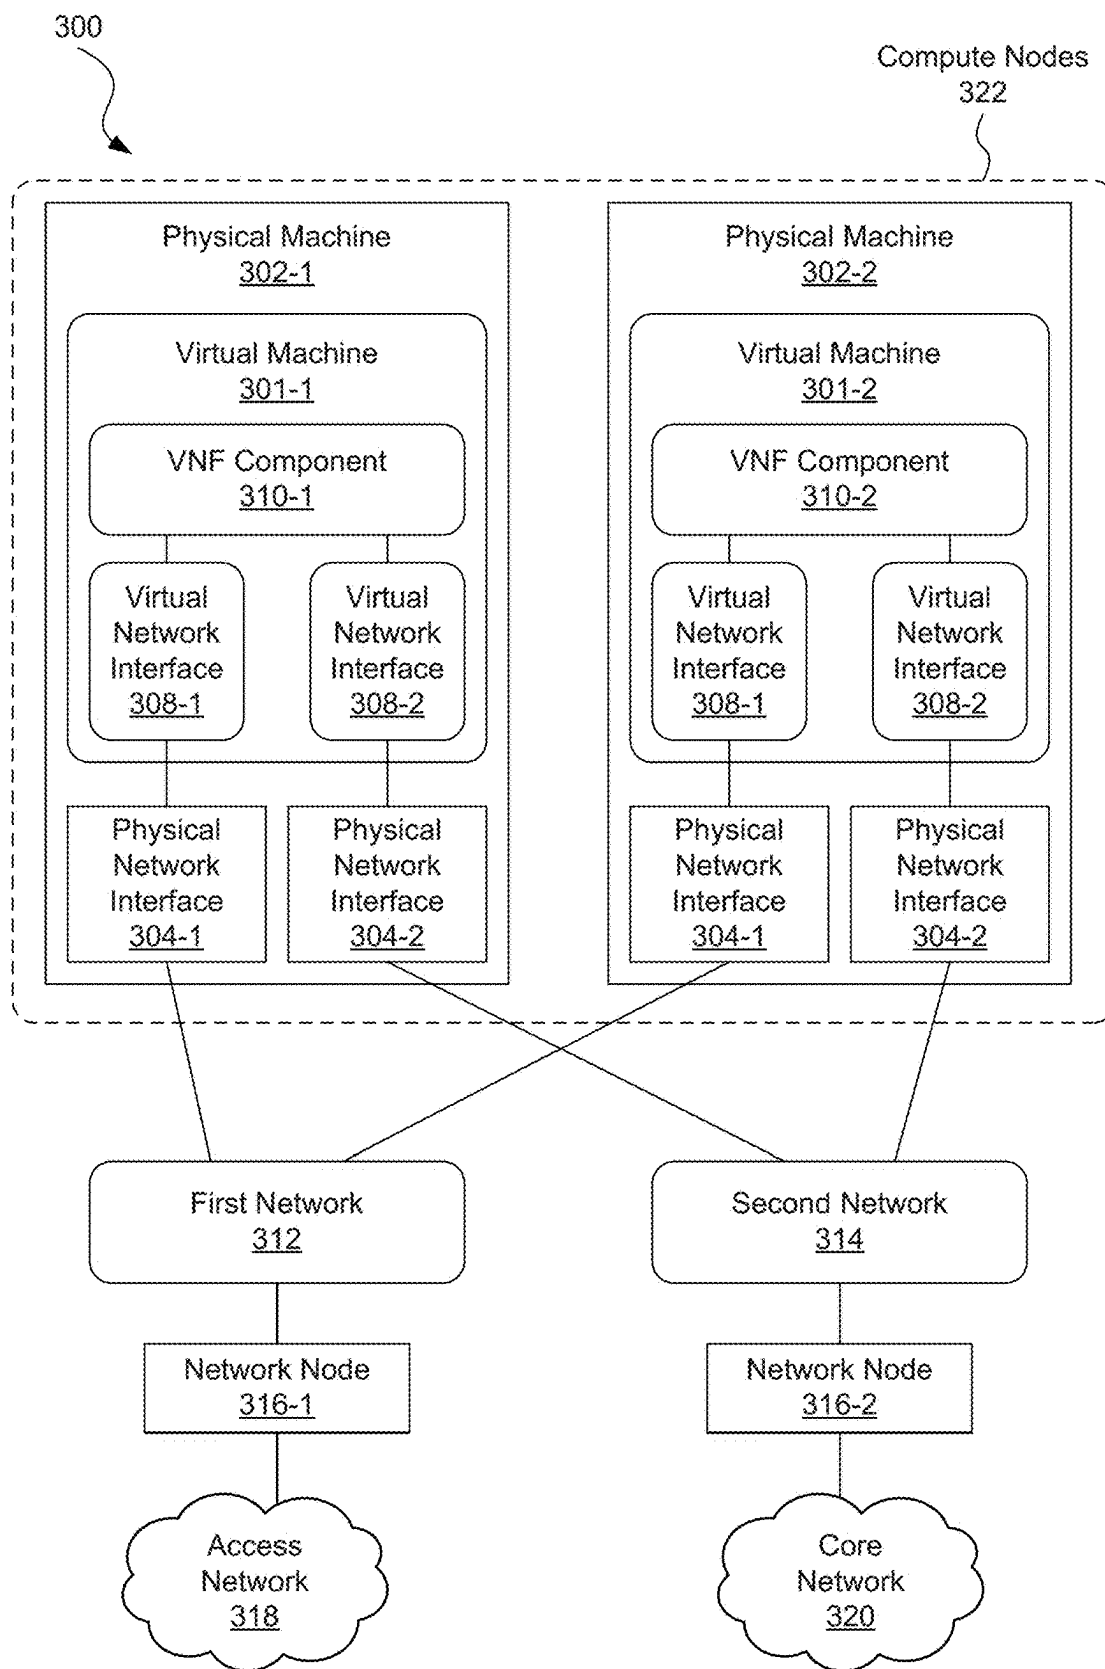 300
Compute Nodes
322
Physical Machine
302-1
Virtual Machine
301-1
VNF Component
310-1
Virtual
Network
Interface
308-1
Virtual
Network
Interface
308-2
Physical
Network
Interface
304-1
Physical
Network
Interface
304-2
Physical Machine
302-2
Virtual Machine
301-2
VNF Component
310-2
Virtual
Network
Interface
308-1
Virtual
Network
Interface
308-2
Physical
Network
Interface
304-1
Physical
Network
Interface
304-2
First Network
312
Second Network
314
Network Node
316-1
Network Node
316-2
Access
Network
318
Core
Network
320